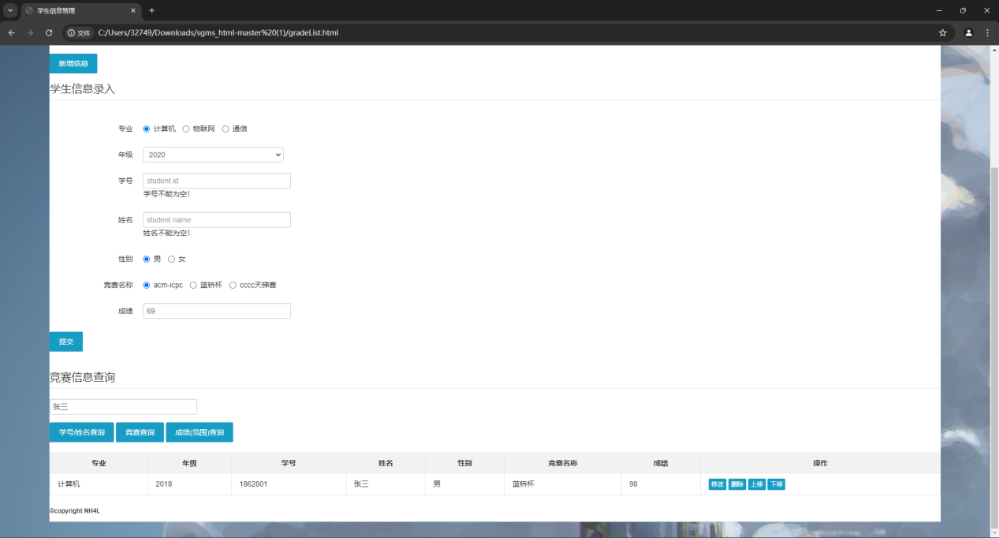 学生信息管理
文件 C:/Users/32749/Downloads/sgms_html-master%20(1)/gradeList.html
新增信息
学生信息录入
专业 计算机 物联网 通信
年级 2020
学号 student id
学号不能为空！
姓名 student name
姓名不能为空！
性别 男 女
竞赛名称 acm-icpc 蓝桥杯 cccc天梯赛
成绩 69
提交
竞赛信息查询
张三
学号/姓名查询 竞赛查询 成绩(范围)查询
专业 年级 学号 姓名 性别 竞赛名称 成绩 操作
计算机 2018 1862801 张三 男 蓝桥杯 98 修改 删除 上移 下移
©copyright NH4L